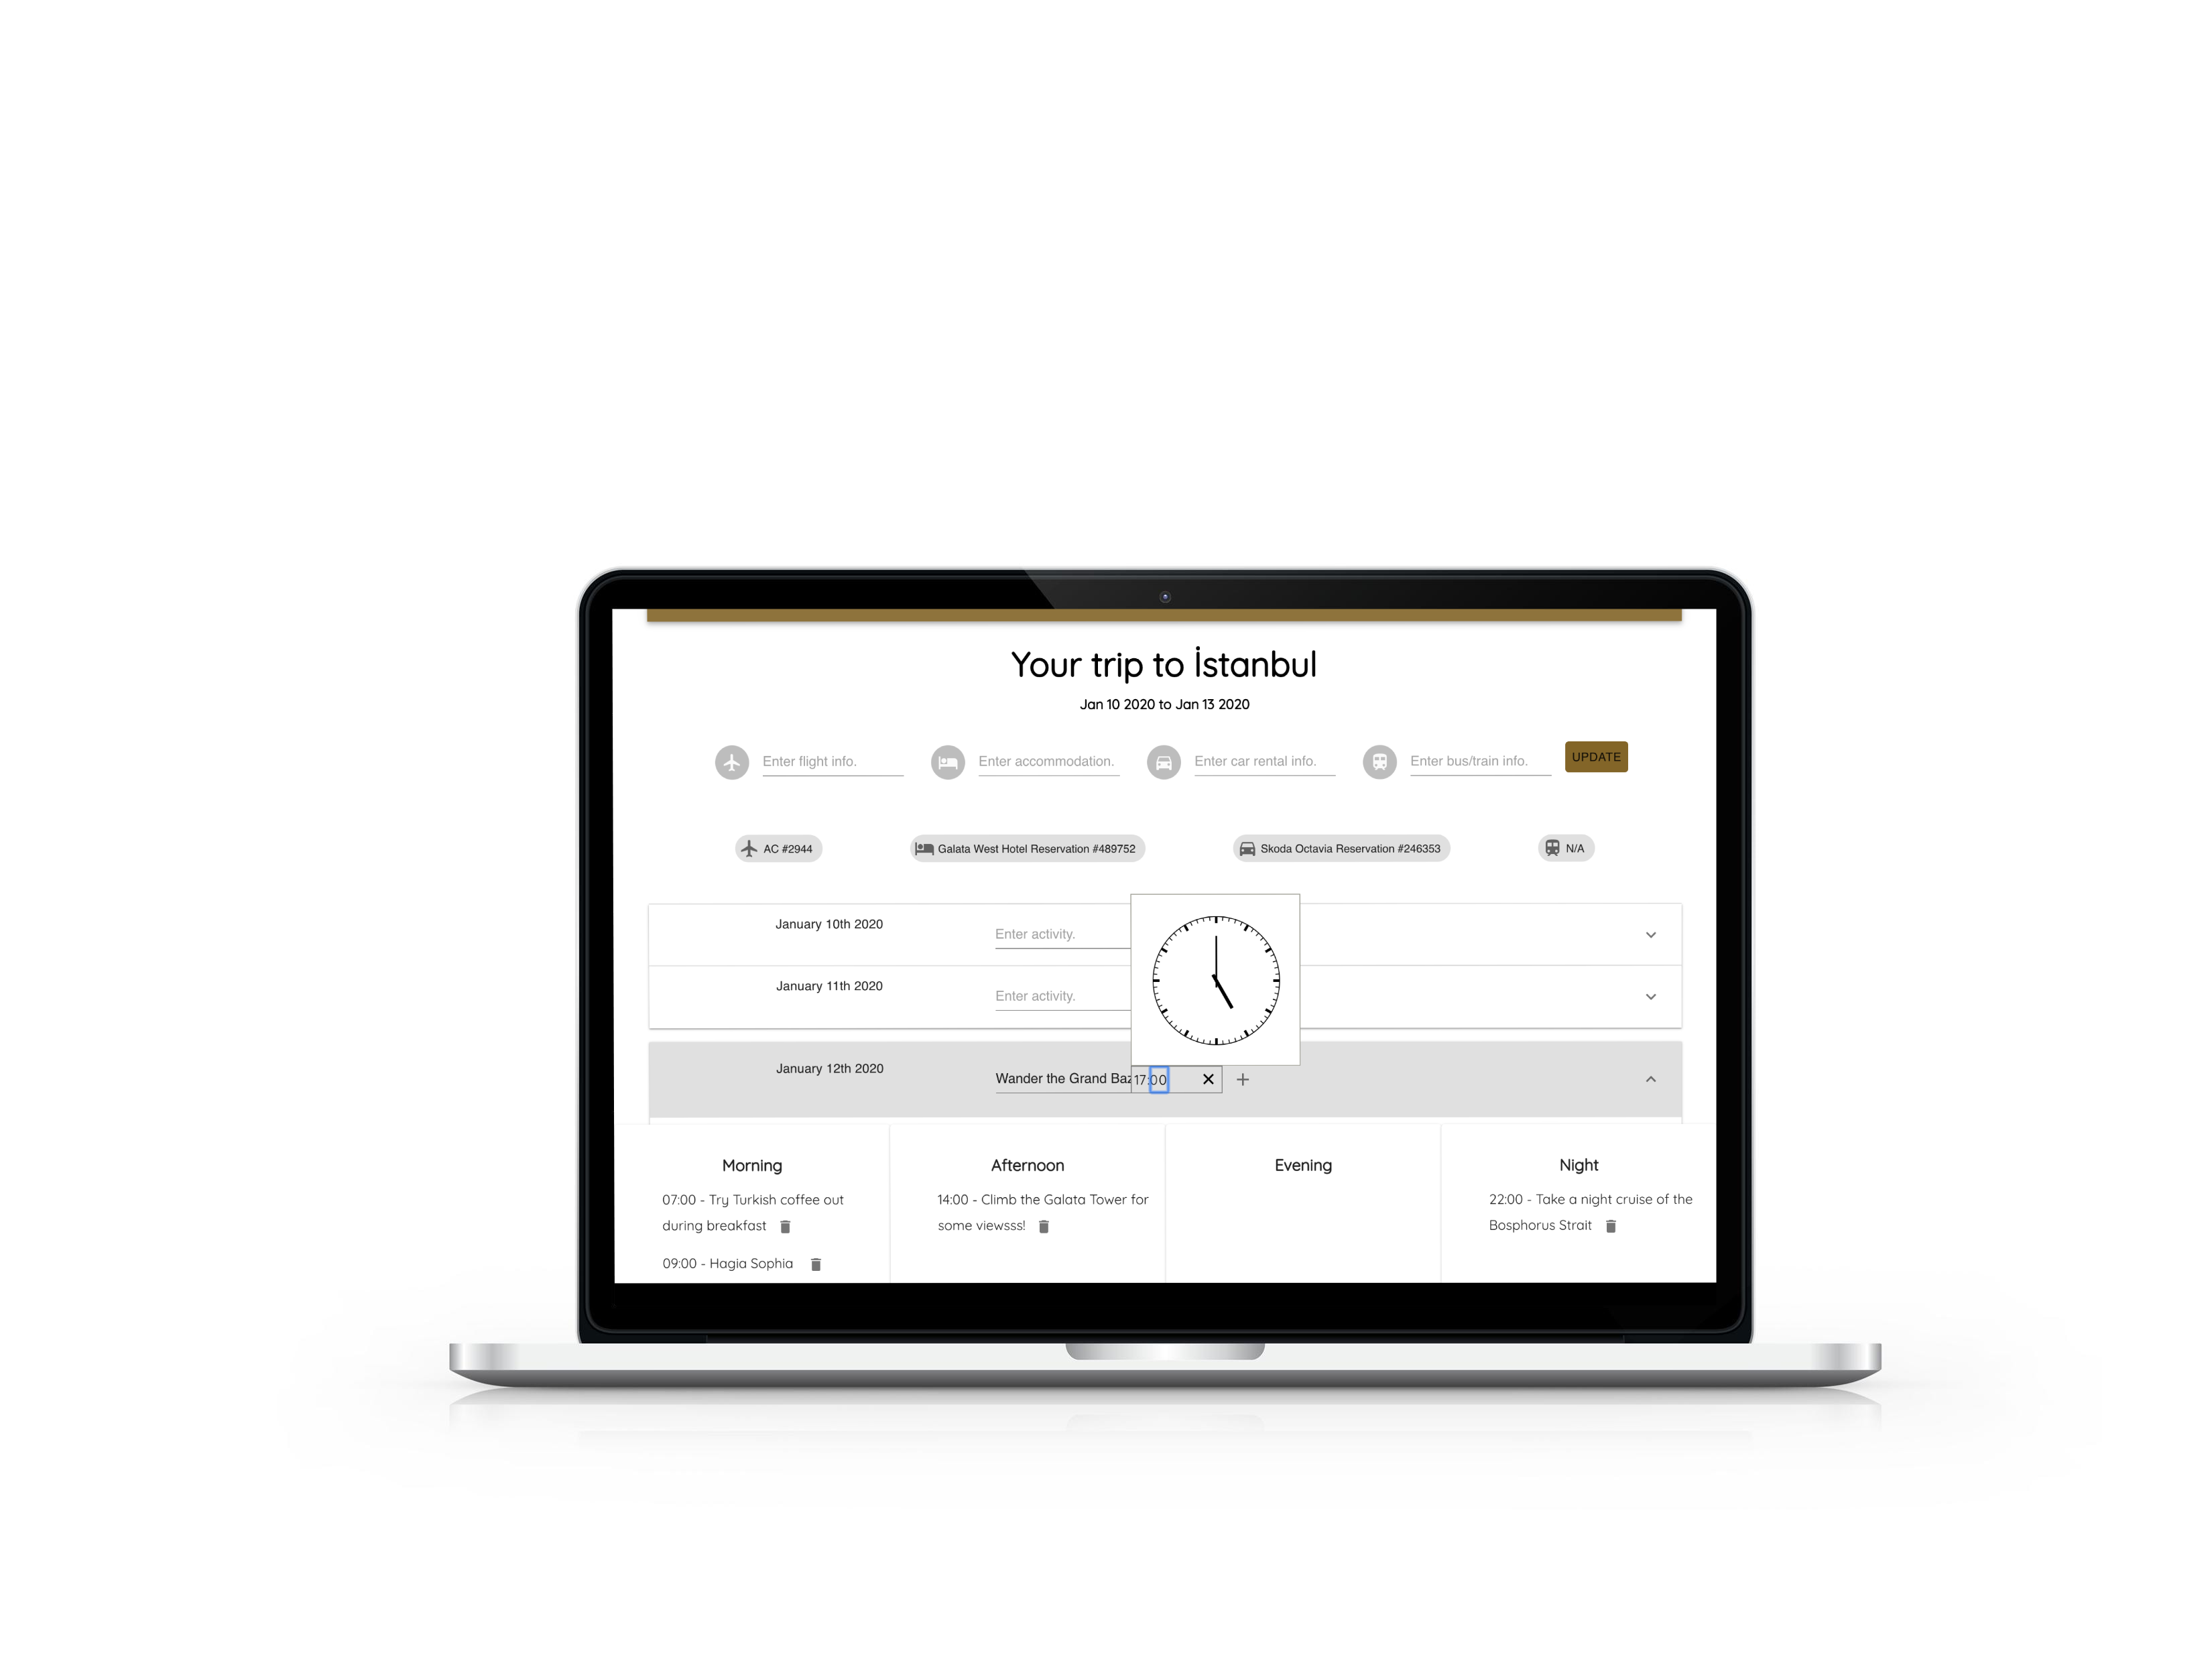 Your trip to İstanbul
Jan 10 2020 to Jan 13 2020
Enter flight info.
Enter accommodation.
Enter car rental info.
Enter bus/train info.
UPDATE
AC #2944
Galata West Hotel Reservation #489752
Skoda Octavia Reservation #246353
N/A
January 10th 2020
Enter activity.
January 11th 2020
Enter activity.
January 12th 2020
Wander the Grand Baz
17:00
Morning
07:00 - Try Turkish coffee out
during breakfast
09:00 - Hagia Sophia
Afternoon
14:00 - Climb the Galata Tower for
some viewsss!
Evening
Night
22:00 - Take a night cruise of the
Bosphorus Strait